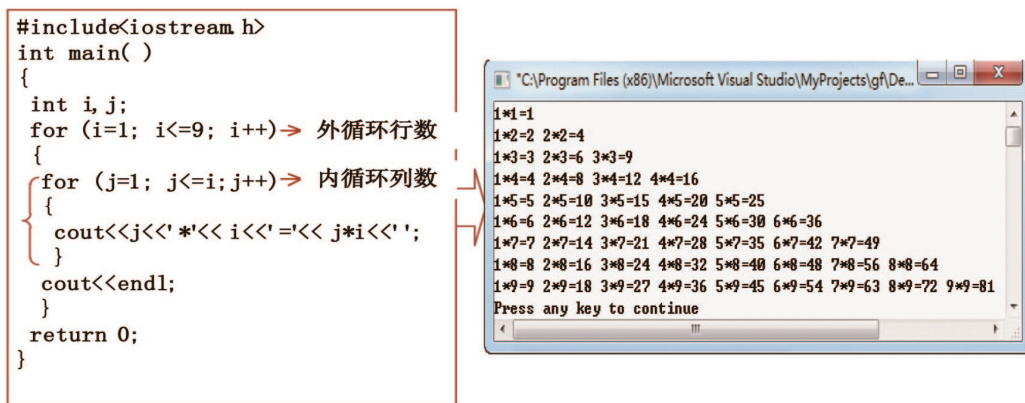 #include<iostream.h>
int main( )
{
int i,j;
for (i=1; i<=9; i++)→ 外循环行数
{
for (j=1; j<=i;j++)→ 内循环列数
{
cout<<j<<'*'<< i<<'='<< j*i<<' ';
}
cout<<endl;
}
return 0;
}
"C:\Program Files (x86)\Microsoft Visual Studio\MyProjects\gf\De...
1*1=1
1*2=2 2*2=4
1*3=3 2*3=6 3*3=9
1*4=4 2*4=8 3*4=12 4*4=16
1*5=5 2*5=10 3*5=15 4*5=20 5*5=25
1*6=6 2*6=12 3*6=18 4*6=24 5*6=30 6*6=36
1*7=7 2*7=14 3*7=21 4*7=28 5*7=35 6*7=42 7*7=49
1*8=8 2*8=16 3*8=24 4*8=32 5*8=40 6*8=48 7*8=56 8*8=64
1*9=9 2*9=18 3*9=27 4*9=36 5*9=45 6*9=54 7*9=63 8*9=72 9*9=81
Press any key to continue